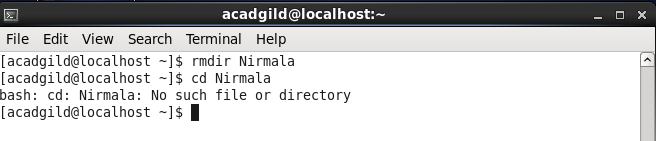 acadgild@localhost:~
File Edit View Search Terminal Help
[acadgild@localhost ~]$ rmdir Nirmala
[acadgild@localhost ~]$ cd Nirmala
bash: cd: Nirmala: No such file or directory
[acadgild@localhost ~]$